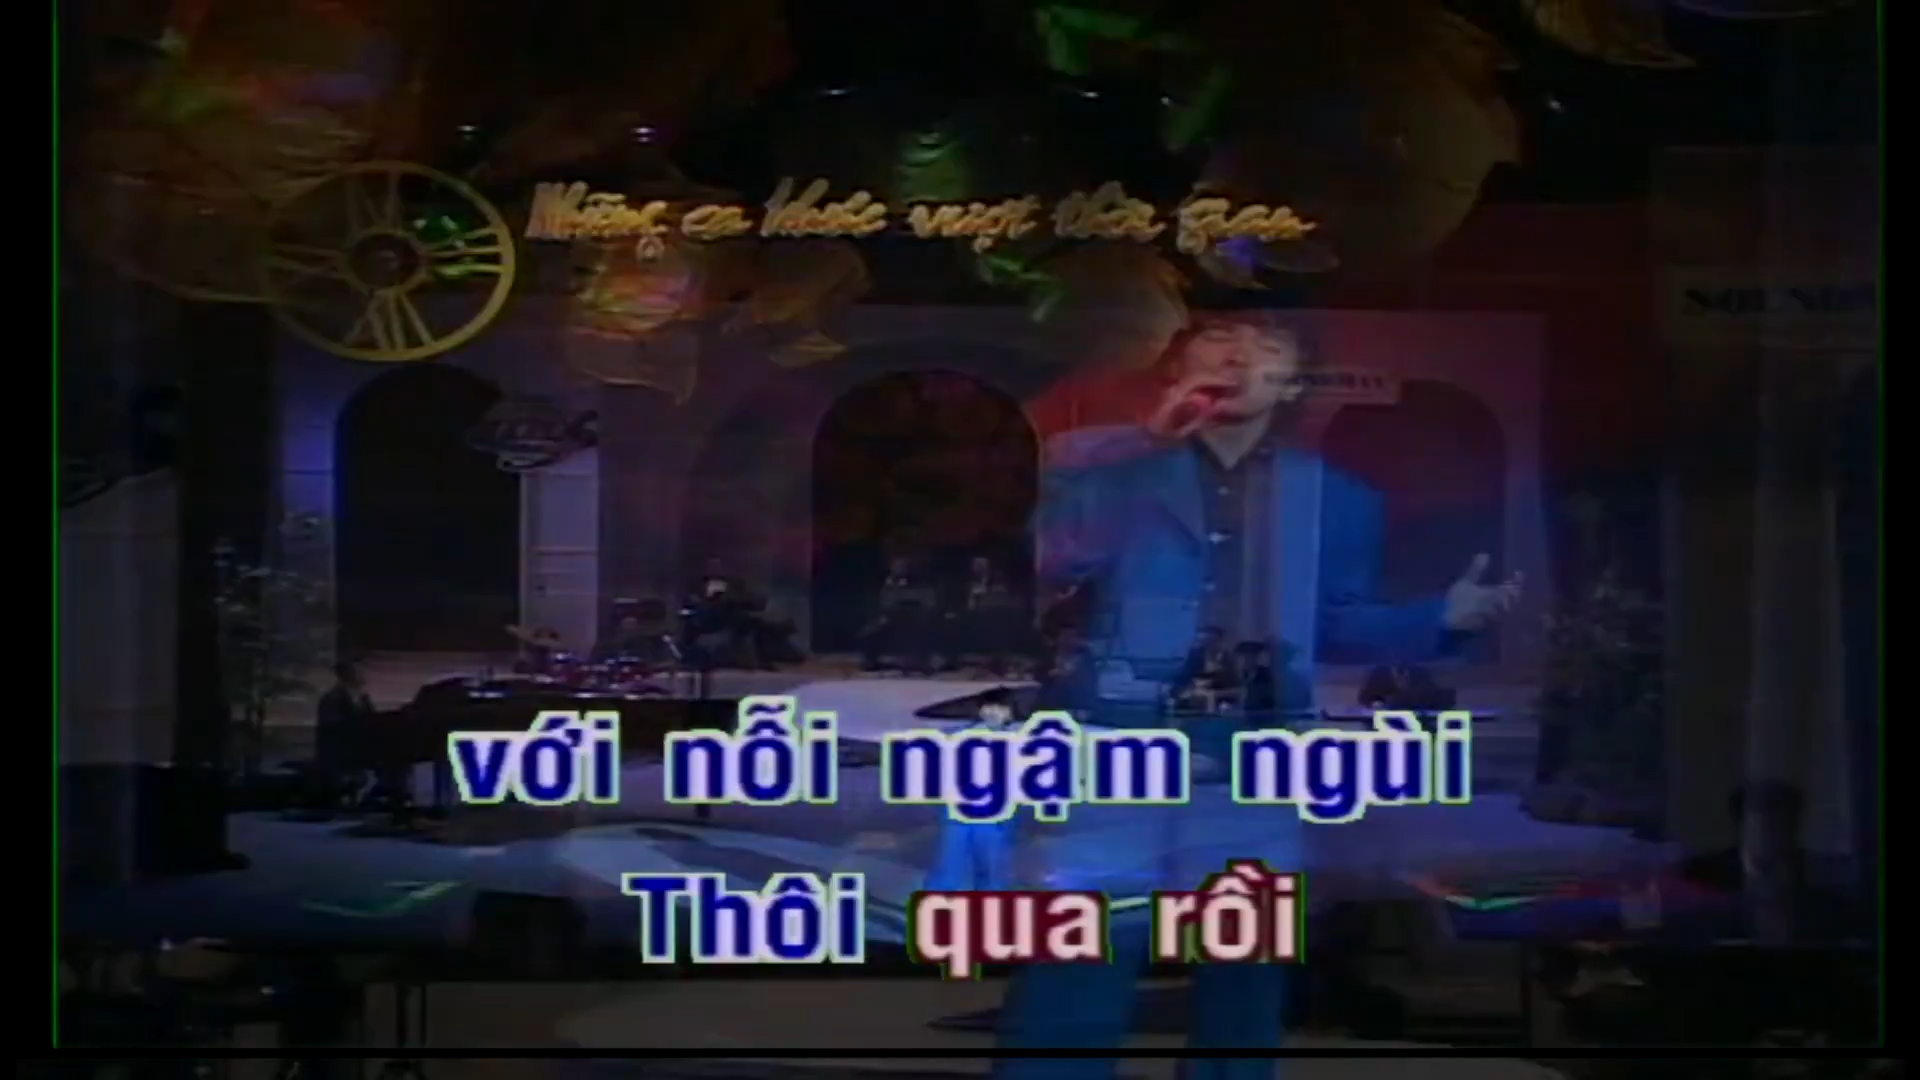 Những ca khúc vượt thời gian
với nỗi ngậm ngùi
Thôi qua rồi